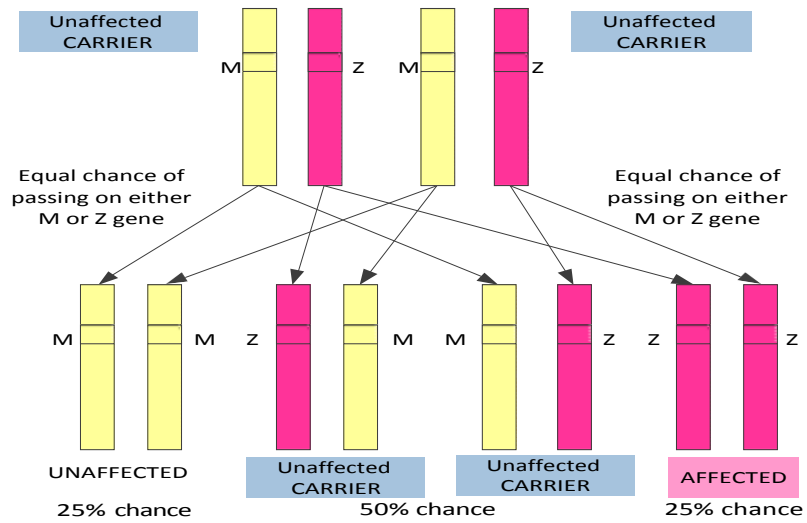 Unaffected
CARRIER
Unaffected
CARRIER
M Z M Z
Equal chance of
passing on either
M or Z gene
Equal chance of
passing on either
M or Z gene
M M Z M M Z Z Z
UNAFFECTED
Unaffected
CARRIER
Unaffected
CARRIER
AFFECTED
25% chance 50% chance 25% chance